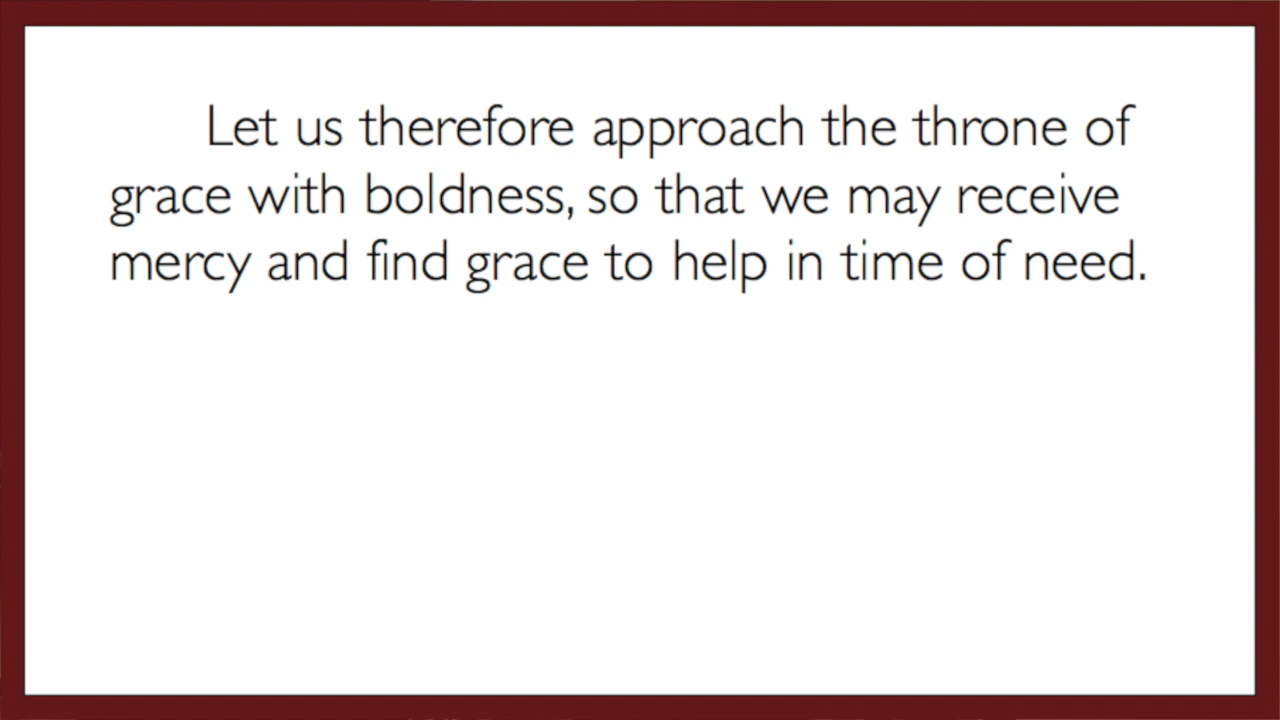 Let us therefore approach the throne of
grace with boldness, so that we may receive
mercy and find grace to help in time of need.